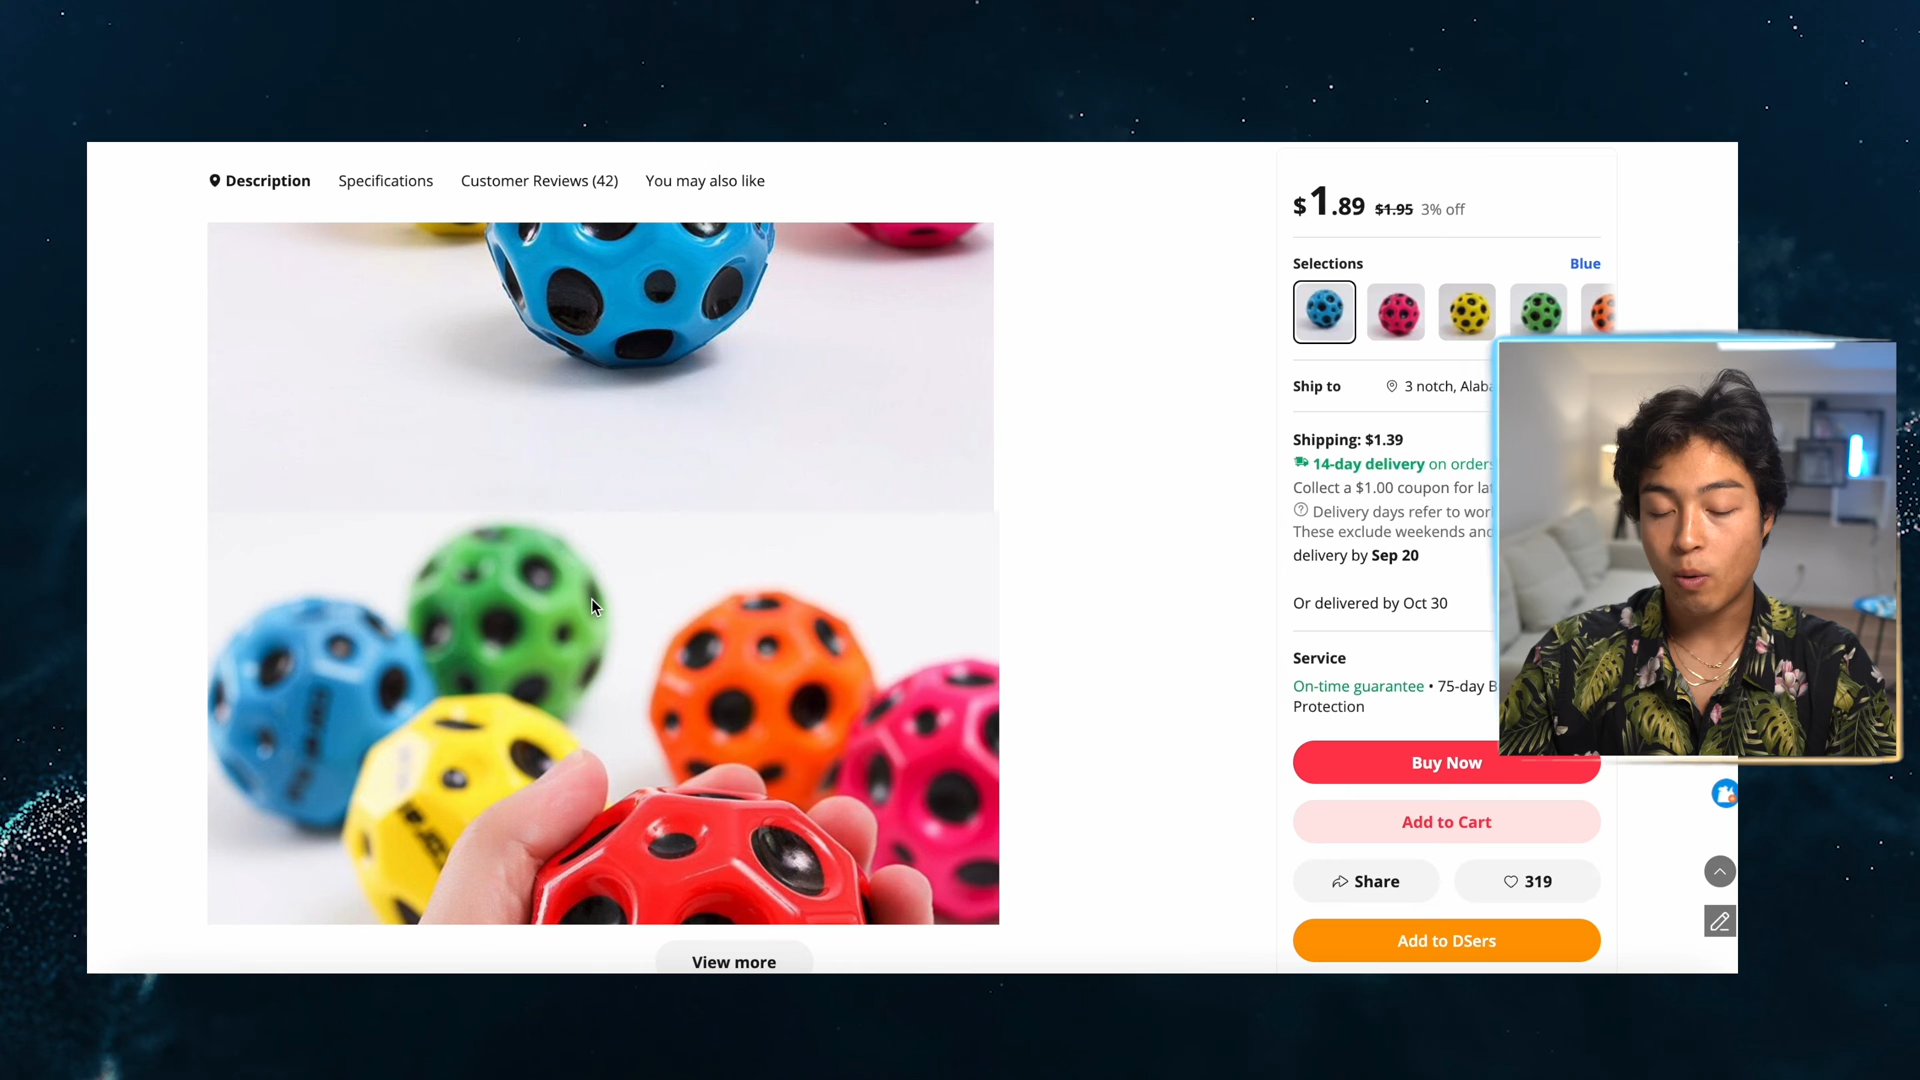 Description Specifications Customer Reviews (42) You may also like
$1.89 $1.95 3% off
Selections Blue
Ship to 3 notch, Alaba
Shipping: $1.39
14-day delivery on orders
Collect a $1.00 coupon for lat
Delivery days refer to wor
These exclude weekends and
delivery by Sep 20
Or delivered by Oct 30
Service
On-time guarantee • 75-day B
Protection
Buy Now
Add to Cart
Share 319
Add to DSers
View more